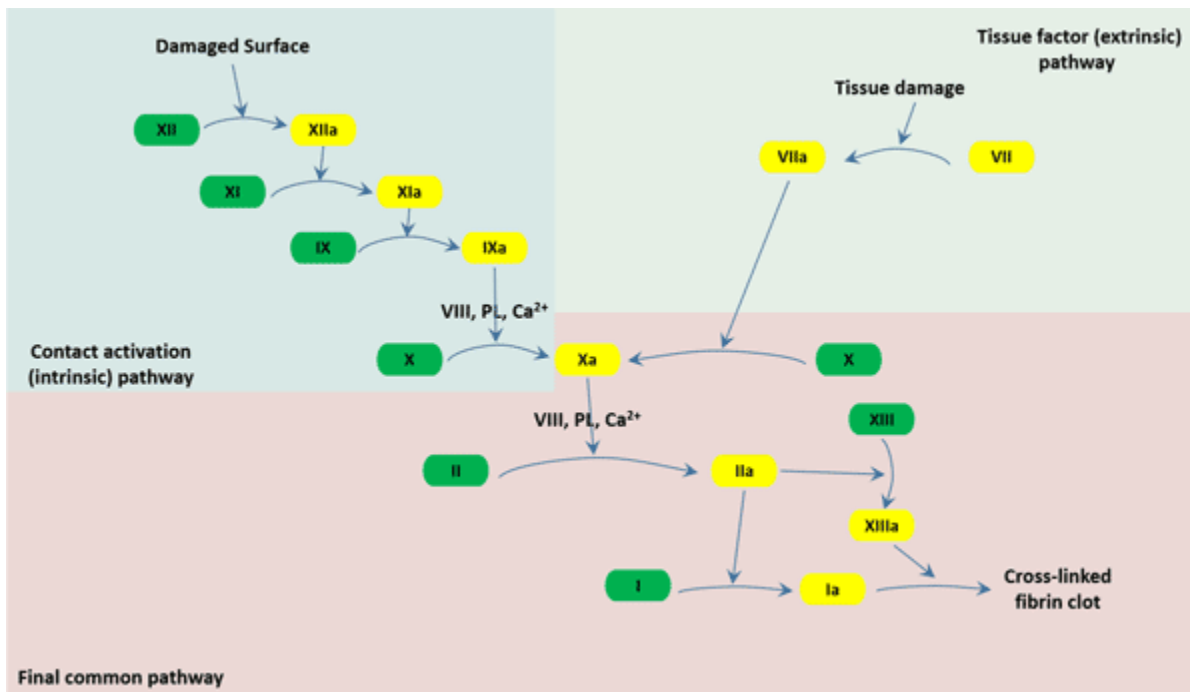 Damaged Surface
Tissue factor (extrinsic)
pathway
Tissue damage
XII
XIIa
VIIa
VII
XI
XIa
IX
IXa
VIII, PL, Ca²⁺
Contact activation
(intrinsic) pathway
X
Xa
X
VIII, PL, Ca²⁺
XIII
II
IIa
XIIIa
I
Ia
Cross-linked
fibrin clot
Final common pathway